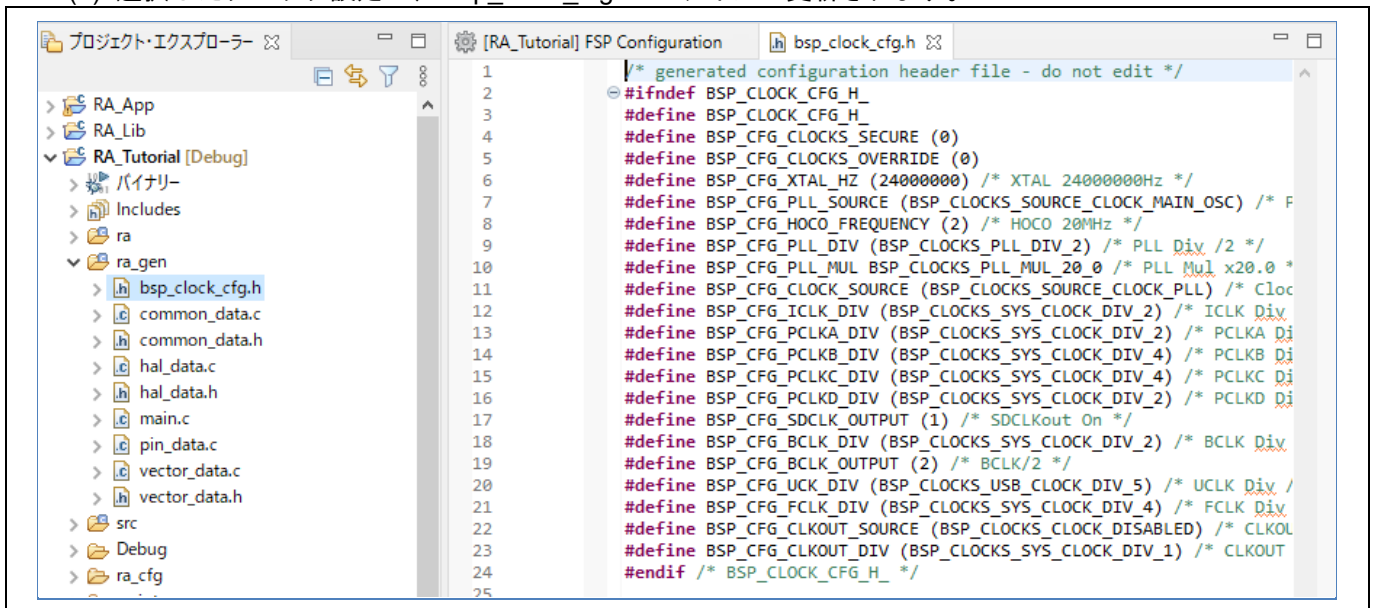 プロジェクト・エクスプローラー
[RA_Tutorial] FSP Configuration
bsp_clock_cfg.h
RA_App
RA_Lib
RA_Tutorial [Debug]
バイナリー
Includes
ra
ra_gen
bsp_clock_cfg.h
common_data.c
common_data.h
hal_data.c
hal_data.h
main.c
pin_data.c
vector_data.c
vector_data.h
src
Debug
ra_cfg
1 /* generated configuration header file - do not edit */
2 #ifndef BSP_CLOCK_CFG_H_
3 #define BSP_CLOCK_CFG_H_
4 #define BSP_CFG_CLOCKS_SECURE (0)
5 #define BSP_CFG_CLOCKS_OVERRIDE (0)
6 #define BSP_CFG_XTAL_HZ (24000000) /* XTAL 24000000Hz */
7 #define BSP_CFG_PLL_SOURCE (BSP_CLOCKS_SOURCE_CLOCK_MAIN_OSC) /* P
8 #define BSP_CFG_HOCO_FREQUENCY (2) /* HOCO 20MHz */
9 #define BSP_CFG_PLL_DIV (BSP_CLOCKS_PLL_DIV_2) /* PLL Div /2 */
10 #define BSP_CFG_PLL_MUL BSP_CLOCKS_PLL_MUL_20_0 /* PLL Mul x20.0 *
11 #define BSP_CFG_CLOCK_SOURCE (BSP_CLOCKS_SOURCE_CLOCK_PLL) /* Cloc
12 #define BSP_CFG_ICLK_DIV (BSP_CLOCKS_SYS_CLOCK_DIV_2) /* ICLK Div
13 #define BSP_CFG_PCLKA_DIV (BSP_CLOCKS_SYS_CLOCK_DIV_2) /* PCLKA Di
14 #define BSP_CFG_PCLKB_DIV (BSP_CLOCKS_SYS_CLOCK_DIV_4) /* PCLKB Di
15 #define BSP_CFG_PCLKC_DIV (BSP_CLOCKS_SYS_CLOCK_DIV_4) /* PCLKC Di
16 #define BSP_CFG_PCLKD_DIV (BSP_CLOCKS_SYS_CLOCK_DIV_2) /* PCLKD Di
17 #define BSP_CFG_SDCLK_OUTPUT (1) /* SDCLKout On */
18 #define BSP_CFG_BCLK_DIV (BSP_CLOCKS_SYS_CLOCK_DIV_2) /* BCLK Div
19 #define BSP_CFG_BCLK_OUTPUT (2) /* BCLK/2 */
20 #define BSP_CFG_UCK_DIV (BSP_CLOCKS_USB_CLOCK_DIV_5) /* UCLK Div /
21 #define BSP_CFG_FCLK_DIV (BSP_CLOCKS_SYS_CLOCK_DIV_4) /* FCLK Div
22 #define BSP_CFG_CLKOUT_SOURCE (BSP_CLOCKS_CLOCK_DISABLED) /* CLKOU
23 #define BSP_CFG_CLKOUT_DIV (BSP_CLOCKS_SYS_CLOCK_DIV_1) /* CLKOUT
24 #endif /* BSP_CLOCK_CFG_H_ */
25